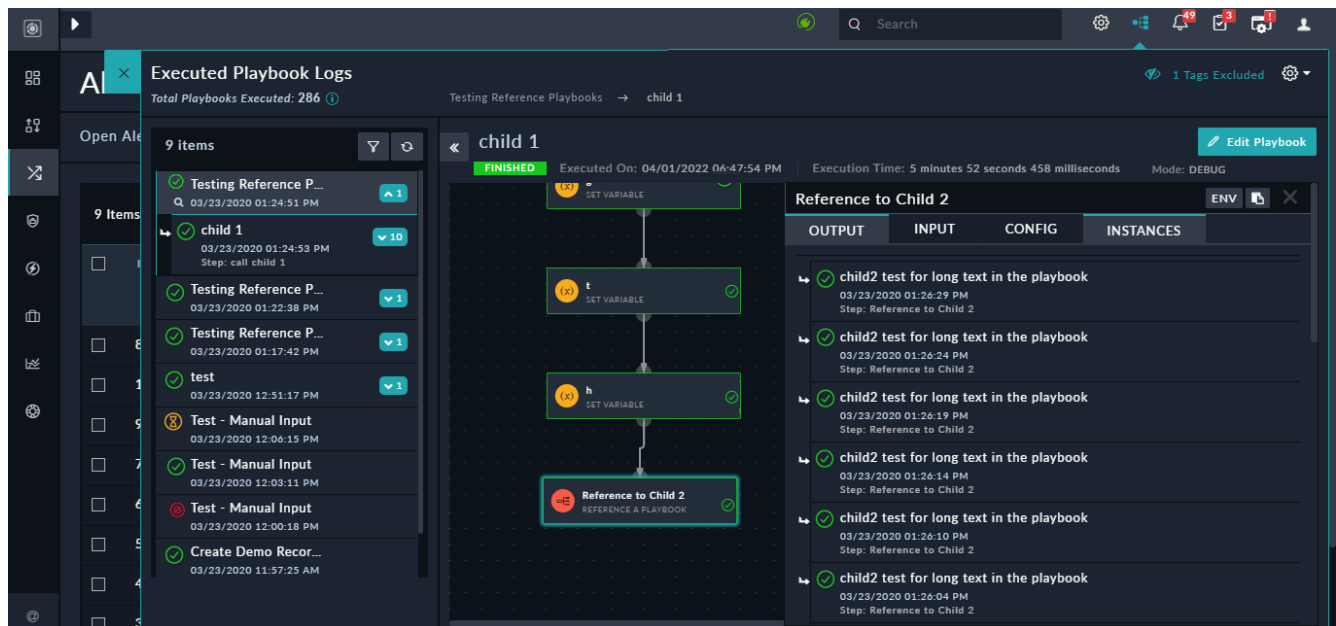 49
3
!
Search
Al
Executed Playbook Logs
Total Playbooks Executed: 286
1 Tags Excluded
Testing Reference Playbooks → child 1
Open Ale
9 items
child 1
Edit Playbook
FINISHED
Executed On: 04/01/2022 06:47:54 PM
Execution Time: 5 minutes 52 seconds 458 milliseconds
Mode: DEBUG
9 Items
Testing Reference P...
03/23/2020 01:24:51 PM
1
child 1
03/23/2020 01:24:53 PM
Step: call child 1
10
Testing Reference P...
03/23/2020 01:22:38 PM
1
Testing Reference P...
03/23/2020 01:17:42 PM
1
test
03/23/2020 12:51:17 PM
1
Test - Manual Input
03/23/2020 12:06:15 PM
Test - Manual Input
03/23/2020 12:03:11 PM
Test - Manual Input
03/23/2020 12:00:18 PM
Create Demo Recor...
03/23/2020 11:57:25 AM
(x)
SET VARIABLE
(x)
t
SET VARIABLE
(x)
h
SET VARIABLE
Reference to Child 2
REFERENCE A PLAYBOOK
Reference to Child 2
ENV
OUTPUT
INPUT
CONFIG
INSTANCES
child2 test for long text in the playbook
03/23/2020 01:26:29 PM
Step: Reference to Child 2
child2 test for long text in the playbook
03/23/2020 01:26:24 PM
Step: Reference to Child 2
child2 test for long text in the playbook
03/23/2020 01:26:19 PM
Step: Reference to Child 2
child2 test for long text in the playbook
03/23/2020 01:26:14 PM
Step: Reference to Child 2
child2 test for long text in the playbook
03/23/2020 01:26:10 PM
Step: Reference to Child 2
child2 test for long text in the playbook
03/23/2020 01:26:04 PM
Step: Reference to Child 2
@